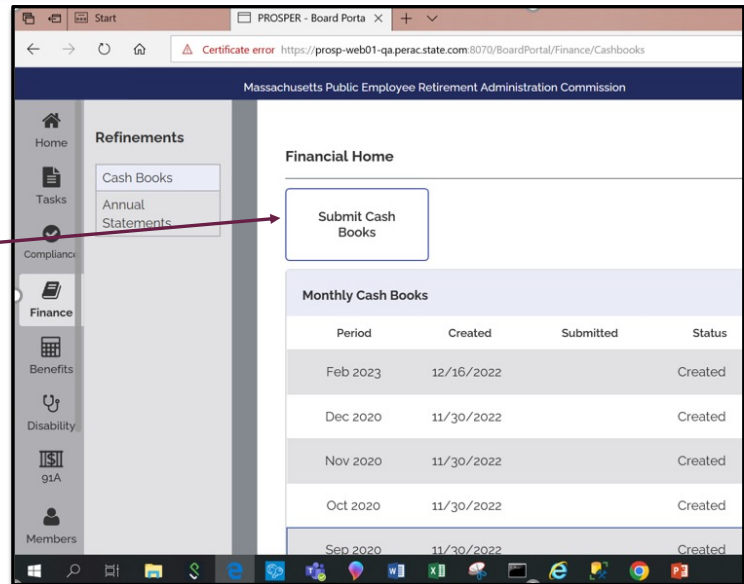 Start
PROSPER - Board Porta
Certificate error https://prosp-web01-qa.perac.state.com:8070/BoardPortal/Finance/Cashbooks
Massachusetts Public Employee Retirement Administration Commission
Home
Tasks
Compliance
Finance
Benefits
Disability
91A
Members
Refinements
Cash Books
Annual
Statements
Financial Home
Submit Cash
Books
Monthly Cash Books
Period Created Submitted Status
Feb 2023 12/16/2022 Created
Dec 2020 11/30/2022 Created
Nov 2020 11/30/2022 Created
Oct 2020 11/30/2022 Created
Sep 2020 11/30/2022 Created